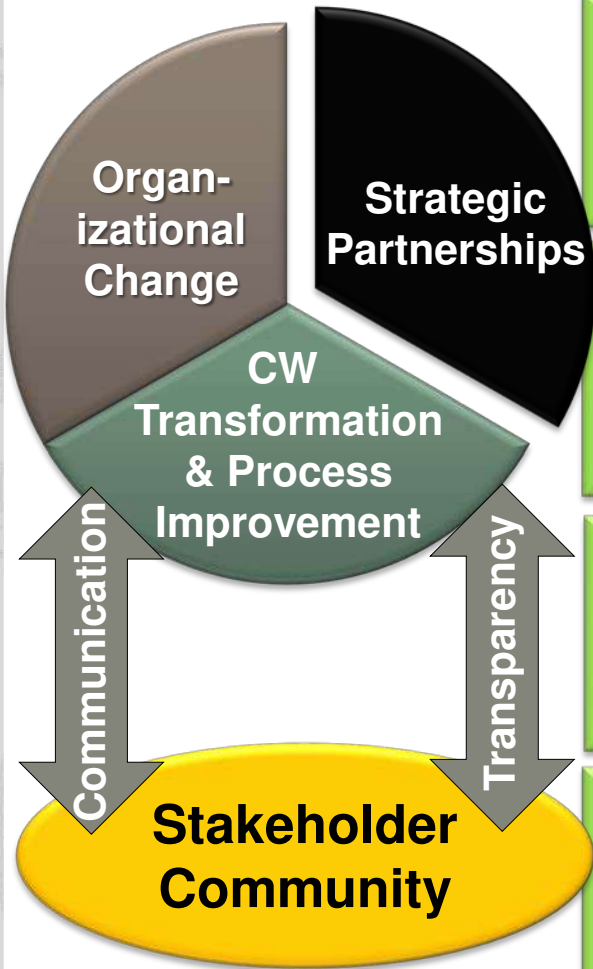 Organ-
izational
Change
Strategic
Partnerships
CW
Transformation
& Process
Improvement
Communication
Transparency
Stakeholder
Community